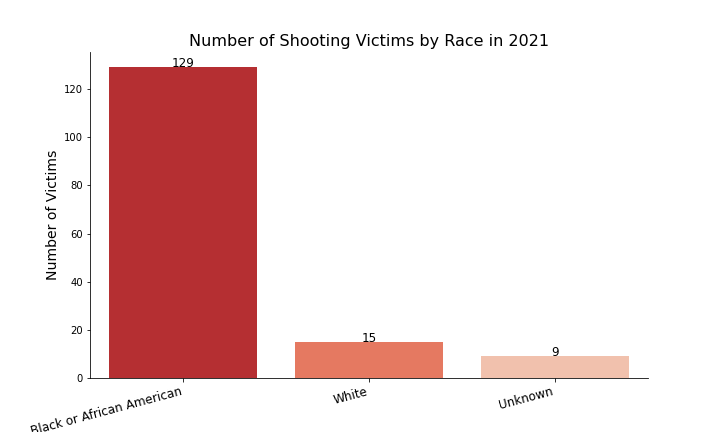 Number of Shooting Victims by Race in 2021
Number of Victims
120
100
80
60
40
20
0
129
15
9
Black or African American
White
Unknown